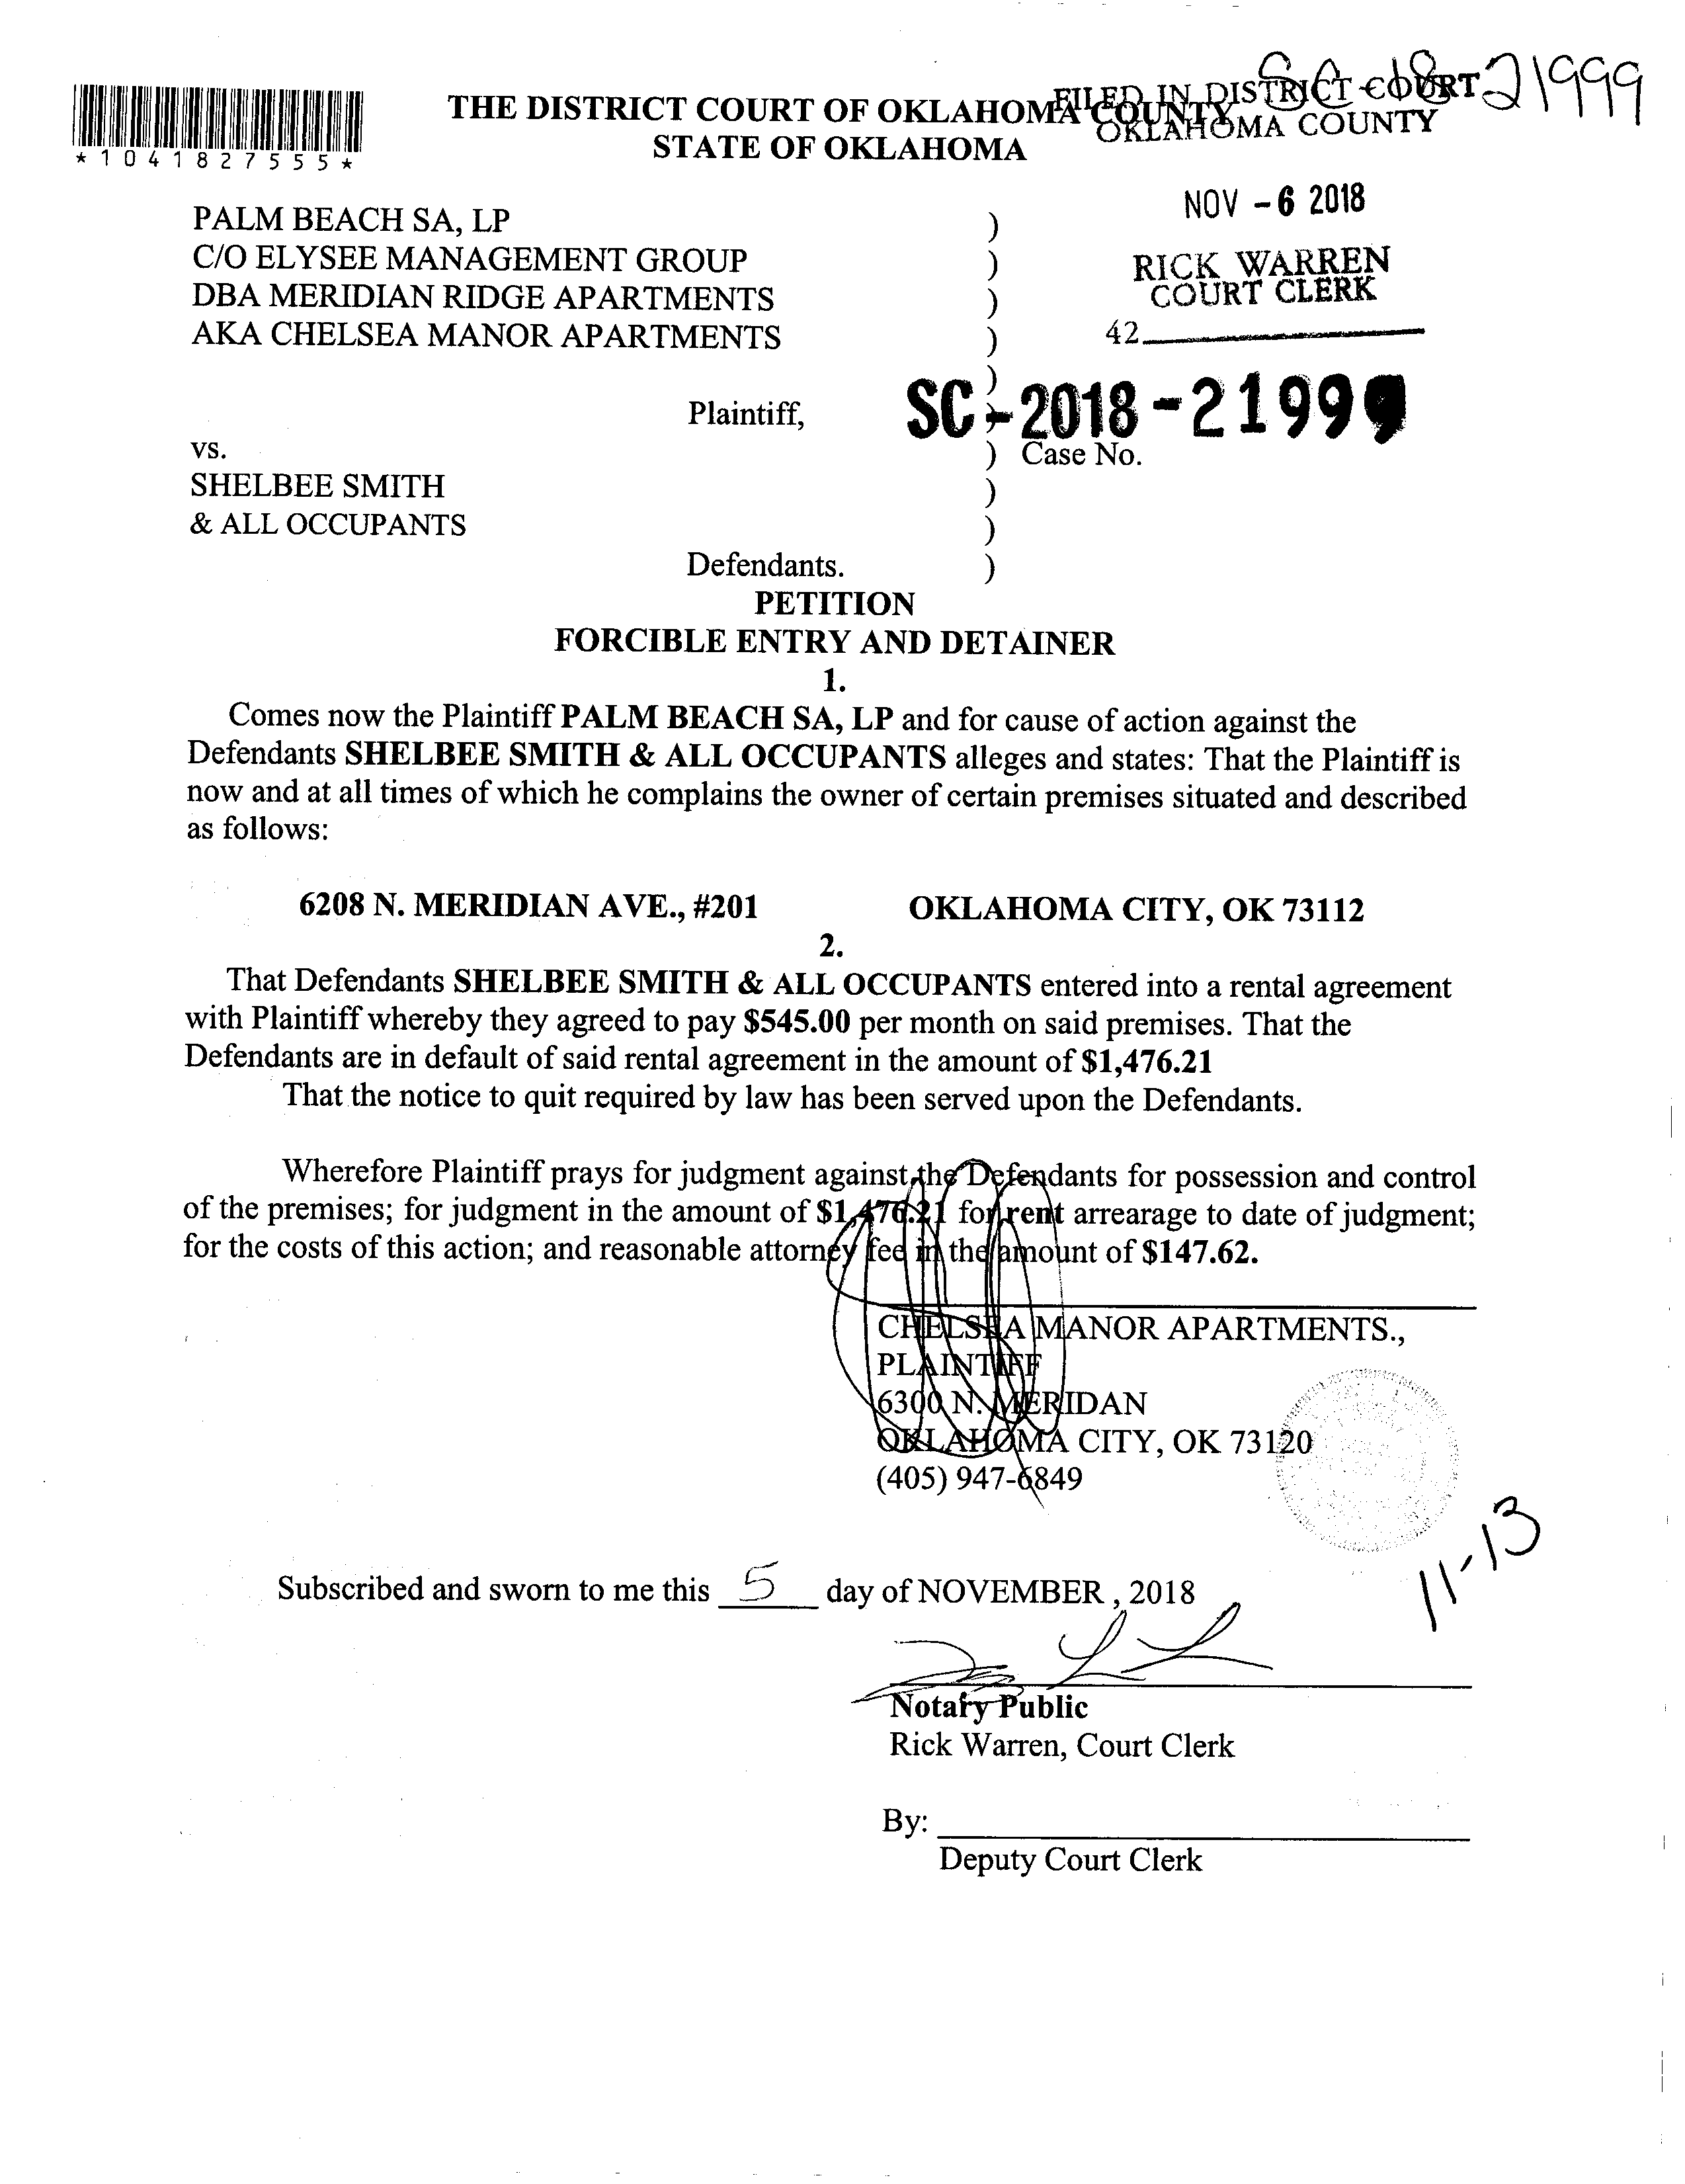 SC-18-21999
THE DISTRICT COURT OF OKLAHOMA COUNTY
FILED IN DISTRICT COURT
OKLAHOMA COUNTY
STATE OF OKLAHOMA
*1041827555*
NOV -6 2018
RICK WARREN
COURT CLERK
42
PALM BEACH SA, LP )
C/O ELYSEE MANAGEMENT GROUP )
DBA MERIDIAN RIDGE APARTMENTS )
AKA CHELSEA MANOR APARTMENTS )
)
Plaintiff, )
SC-2018-21999
vs. ) Case No.
SHELBEE SMITH )
& ALL OCCUPANTS )
Defendants. )
PETITION
FORCIBLE ENTRY AND DETAINER
1.
Comes now the Plaintiff PALM BEACH SA, LP and for cause of action against the
Defendants SHELBEE SMITH & ALL OCCUPANTS alleges and states: That the Plaintiff is
now and at all times of which he complains the owner of certain premises situated and described
as follows:
6208 N. MERIDIAN AVE., #201 OKLAHOMA CITY, OK 73112
2.
That Defendants SHELBEE SMITH & ALL OCCUPANTS entered into a rental agreement
with Plaintiff whereby they agreed to pay $545.00 per month on said premises. That the
Defendants are in default of said rental agreement in the amount of $1,476.21
That the notice to quit required by law has been served upon the Defendants.
Wherefore Plaintiff prays for judgment against the Defendants for possession and control
of the premises; for judgment in the amount of $1,476.21 for rent arrearage to date of judgment;
for the costs of this action; and reasonable attorney fee in the amount of $147.62.
CHELSEA MANOR APARTMENTS.,
PLAINTIFF
6300 N. MERIDAN
OKLAHOMA CITY, OK 73120
(405) 947-6849
11-13
Subscribed and sworn to me this 5 day of NOVEMBER , 2018
Notary Public
Rick Warren, Court Clerk
By:
Deputy Court Clerk